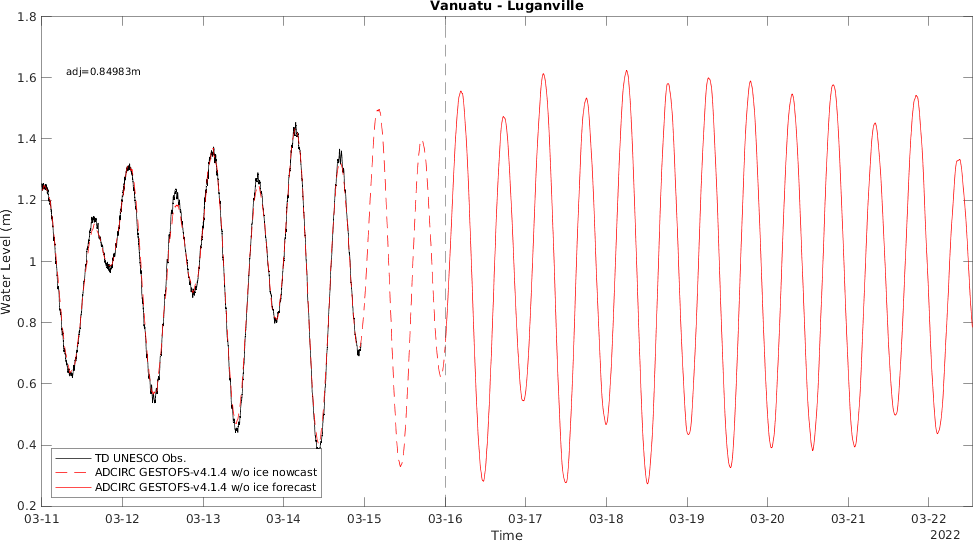 Vanuatu - Luganville
1.8
1.6
1.4
1.2
1
0.8
0.6
0.4
0.2
Water Level (m)
adj=0.84983m
TD UNESCO Obs.
ADCIRC GESTOFS-v4.1.4 w/o ice nowcast
ADCIRC GESTOFS-v4.1.4 w/o ice forecast
03-11 03-12 03-13 03-14 03-15 03-16 03-17 03-18 03-19 03-20 03-21 03-22
2022
Time